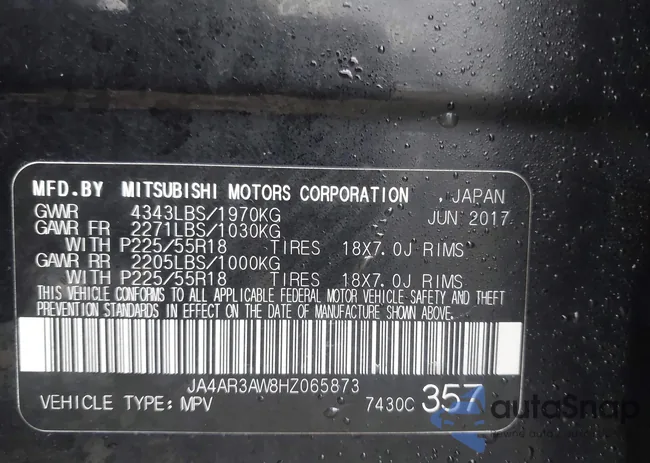 MFD.BY MITSUBISHI MOTORS CORPORATION , JAPAN
GVWR 4343LBS/1970KG JUN 2017
GAWR FR 2271LBS/1030KG
WITH P225/55R18 TIRES 18X7.0J RIMS
GAWR RR 2205LBS/1000KG
WITH P225/55R18 TIRES 18X7.0J RIMS
THIS VEHICLE CONFORMS TO ALL APPLICABLE FEDERAL MOTOR VEHICLE SAFETY AND THEFT
PREVENTION STANDARDS IN EFFECT ON THE DATE OF MANUFACTURE SHOWN ABOVE.
JA4AR3AW8HZ065873
VEHICLE TYPE: MPV 7430C 357
autoSnap